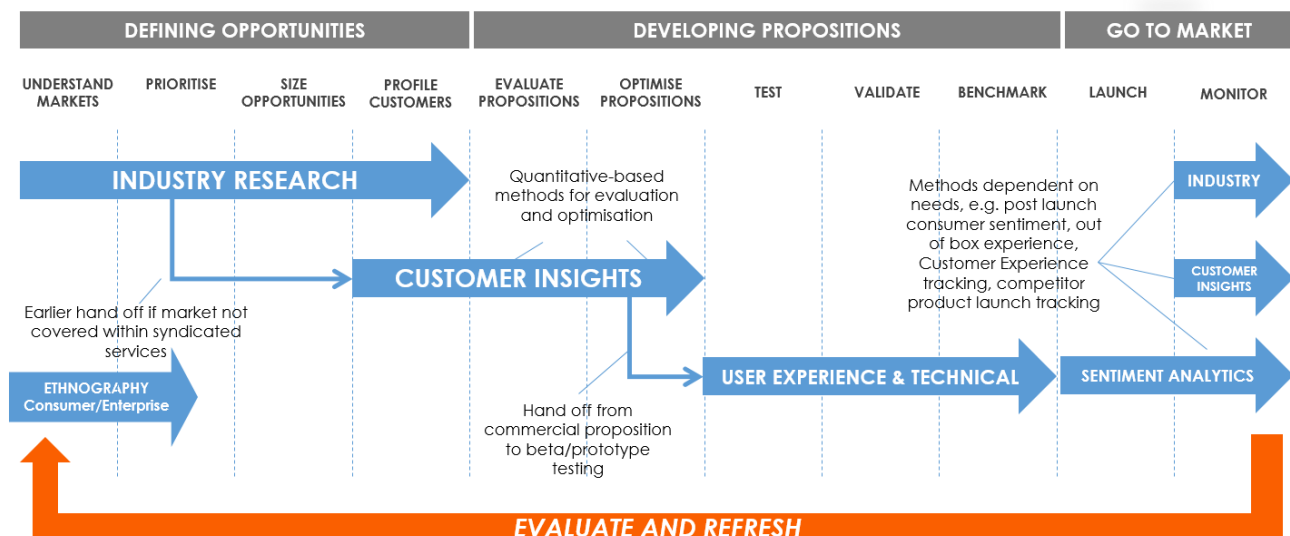 DEFINING OPPORTUNITIES
DEVELOPING PROPOSITIONS
GO TO MARKET
UNDERSTAND
MARKETS
PRIORITISE
SIZE
OPPORTUNITIES
PROFILE
CUSTOMERS
EVALUATE
PROPOSITIONS
OPTIMISE
PROPOSITIONS
TEST
VALIDATE
BENCHMARK
LAUNCH
MONITOR
INDUSTRY RESEARCH
Quantitative-based
methods for evaluation
and optimisation
Methods dependent on
needs, e.g. post launch
consumer sentiment, out
of box experience,
Customer Experience
tracking, competitor
product launch tracking
INDUSTRY
CUSTOMER INSIGHTS
CUSTOMER
INSIGHTS
Earlier hand off if market not
covered within syndicated
services
ETHNOGRAPHY
Consumer/Enterprise
USER EXPERIENCE & TECHNICAL
SENTIMENT ANALYTICS
Hand off from
commercial proposition
to beta/prototype
testing
EVALUATE AND REFRESH